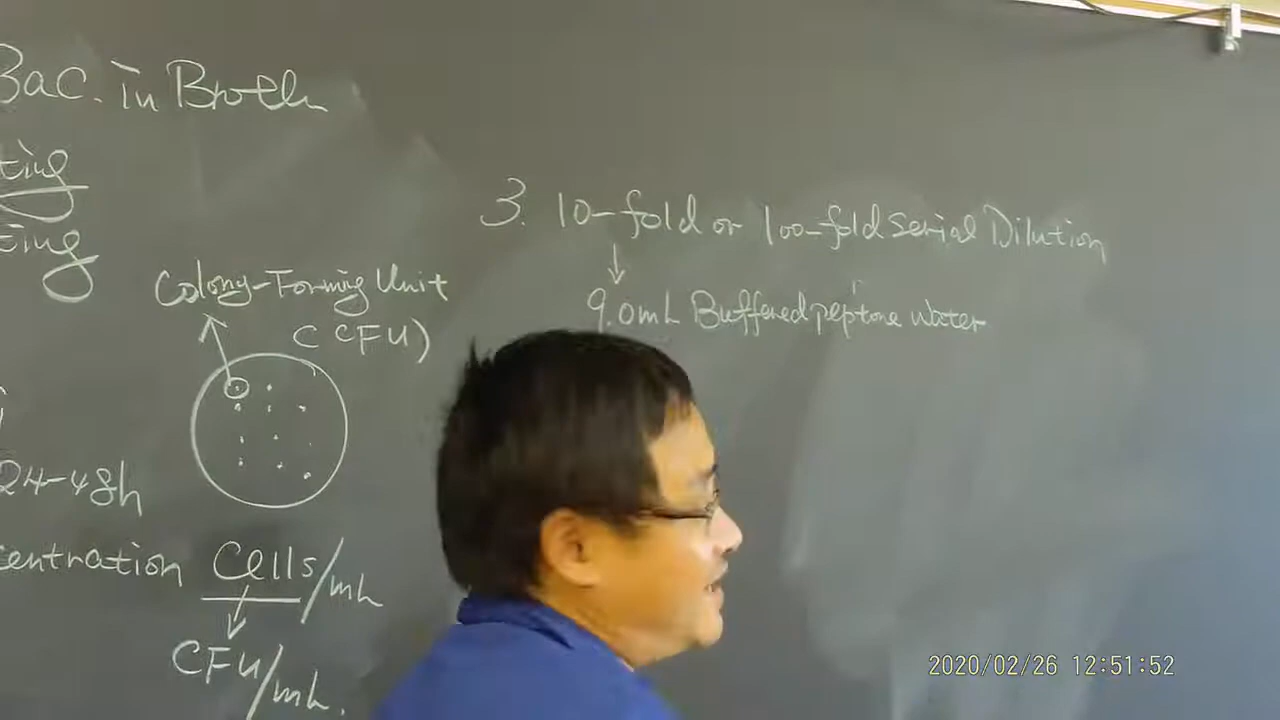 Bac. in Broth
ting
ting
Colony-Forming Unit
(CFU)
24-48h
entration Cells/mL
CFU/mL.
3. 10-fold or 100-fold Serial Dilution
9.0mL Buffered peptone water
2020/02/26 12:51:52